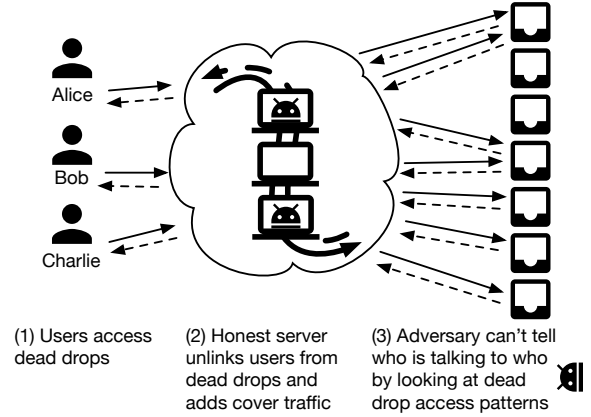 Alice
Bob
Charlie
(1) Users access
dead drops
(2) Honest server
unlinks users from
dead drops and
adds cover traffic
(3) Adversary can't tell
who is talking to who
by looking at dead
drop access patterns